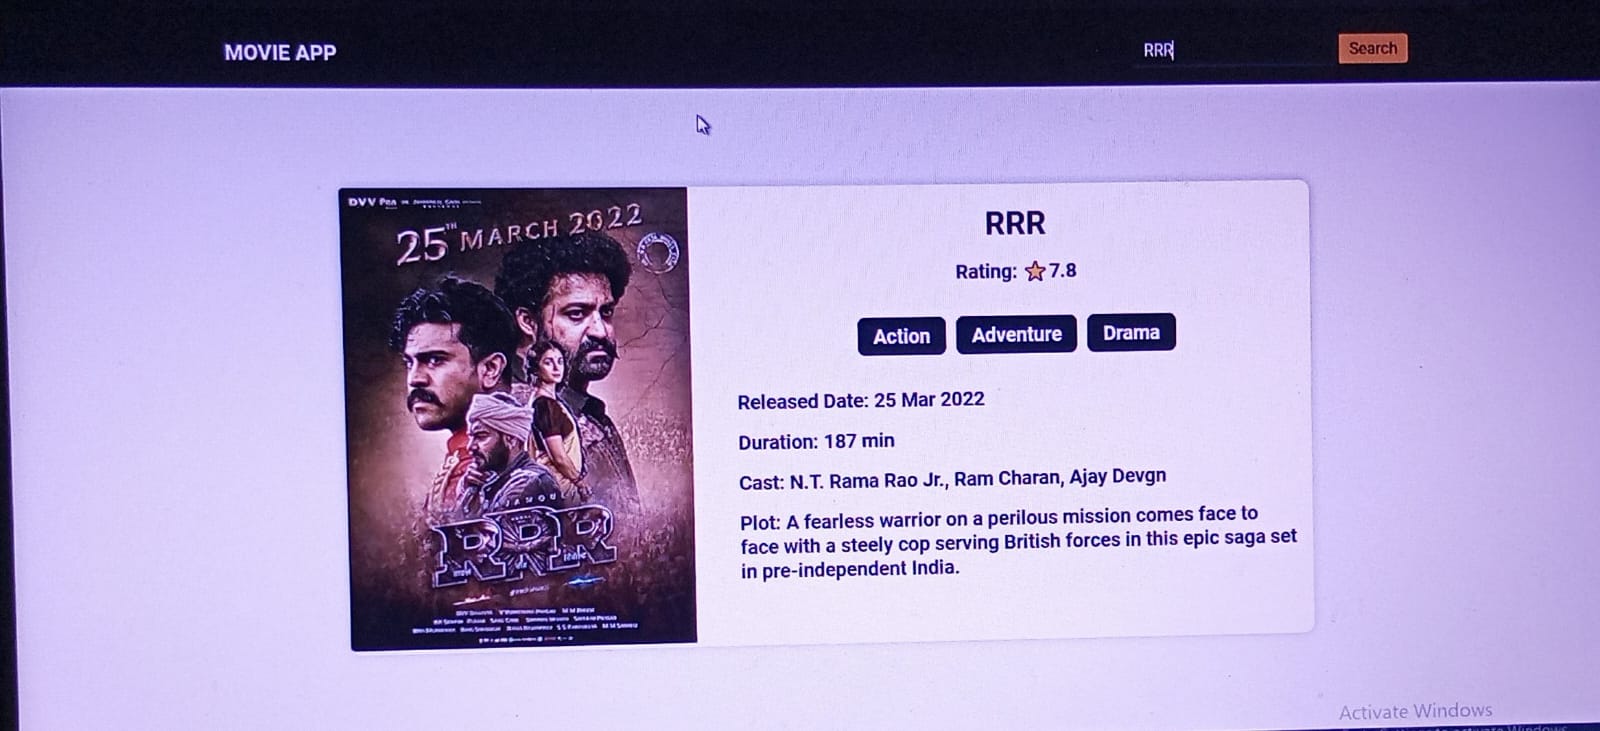 MOVIE APP
RRR
Search
DVV
25TH MARCH 2022
RRR
RRR
Rating: 7.8
Action
Adventure
Drama
Released Date: 25 Mar 2022
Duration: 187 min
Cast: N.T. Rama Rao Jr., Ram Charan, Ajay Devgn
Plot: A fearless warrior on a perilous mission comes face to
face with a steely cop serving British forces in this epic saga set
in pre-independent India.
Activate Windows